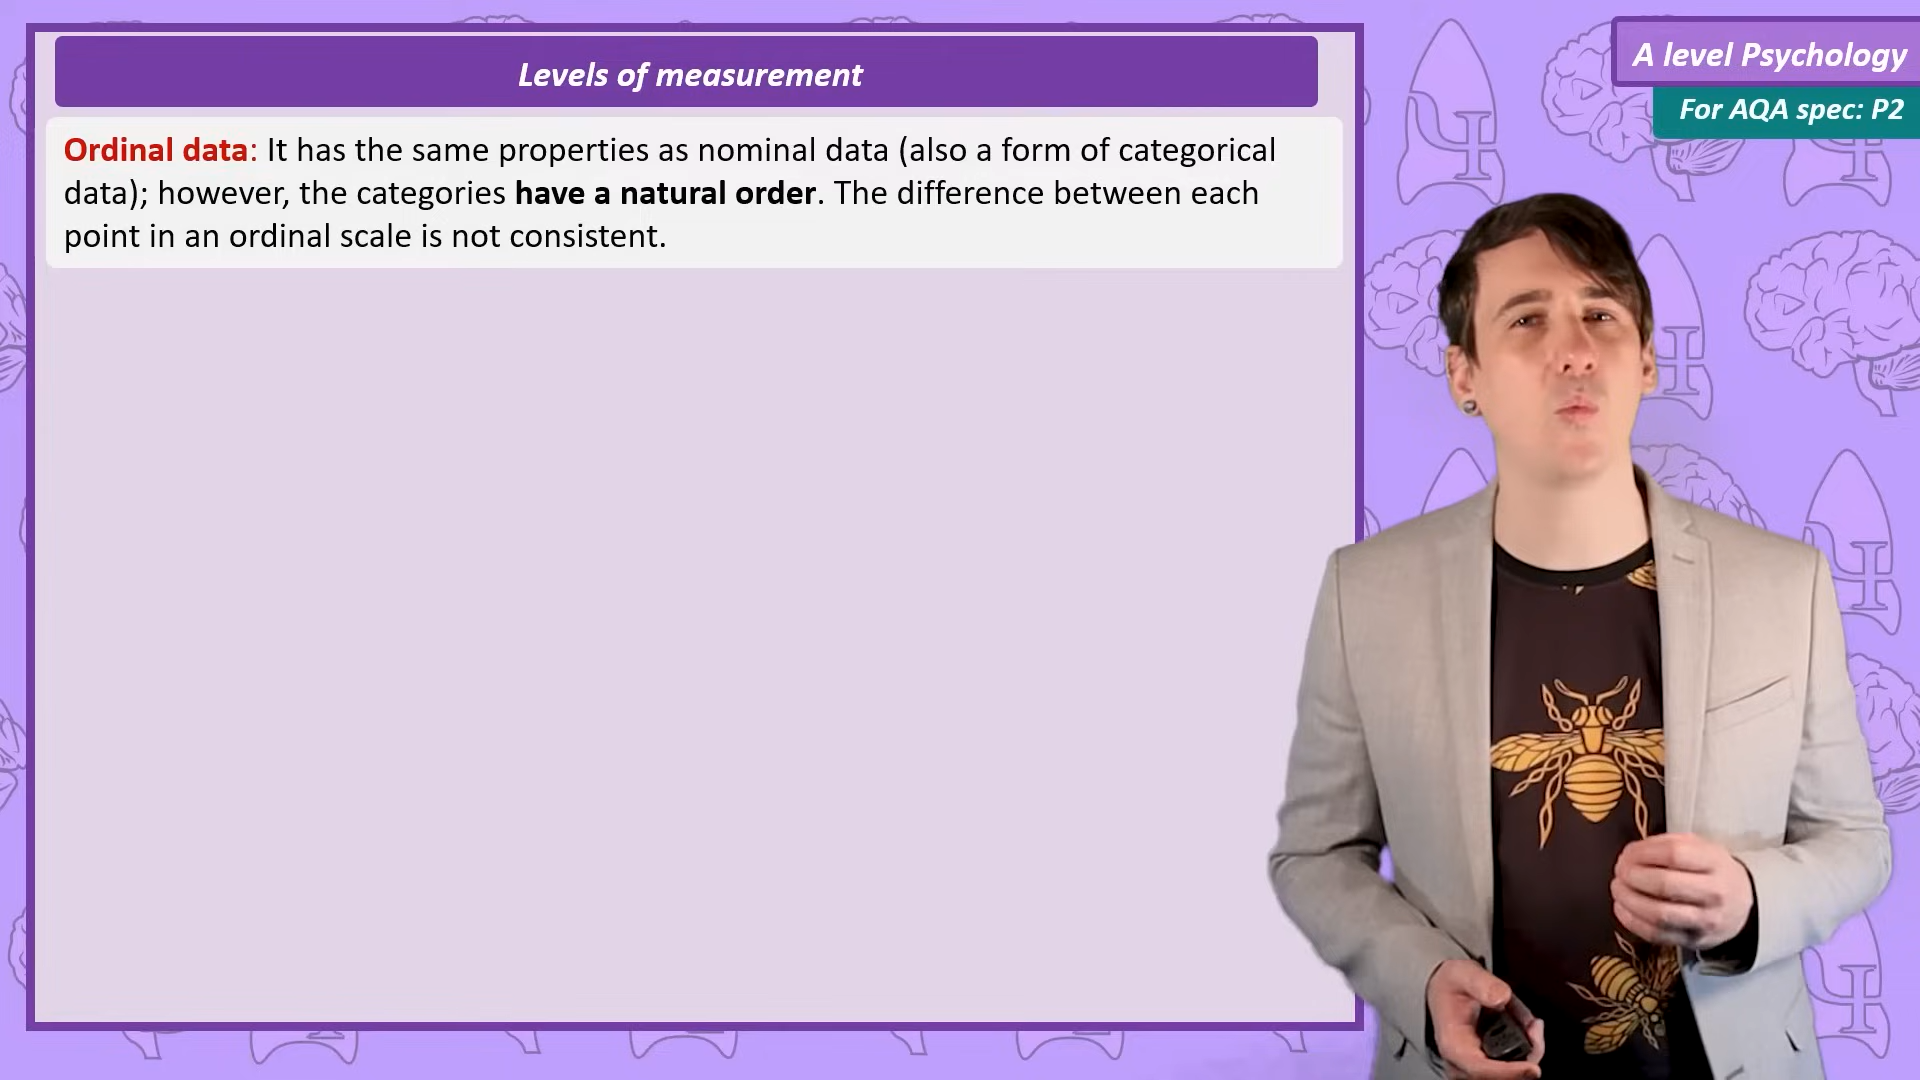 Levels of measurement
A level Psychology
For AQA spec: P2
Ordinal data: It has the same properties as nominal data (also a form of categorical
data); however, the categories have a natural order. The difference between each
point in an ordinal scale is not consistent.